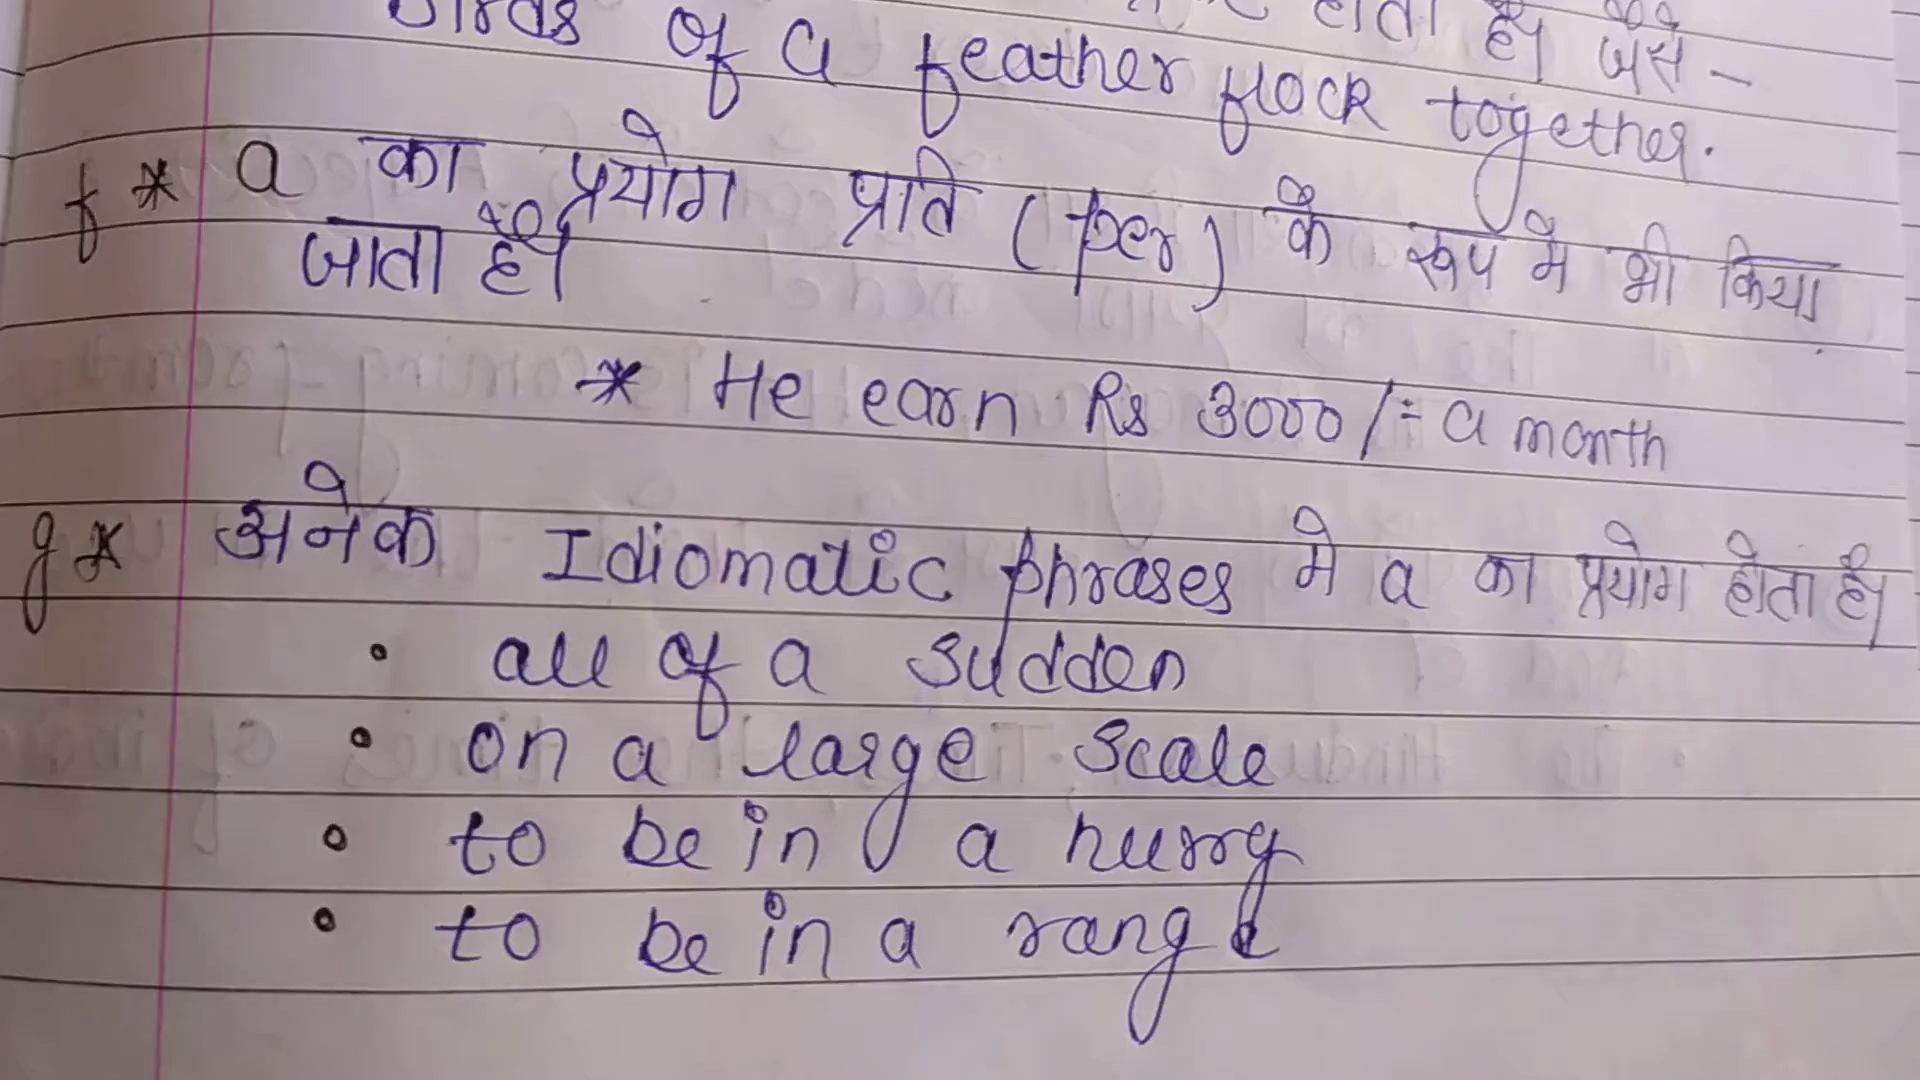 होता है। जैसे -
Birds of a feather flock together.
f * a का प्रयोग प्रति (per) के रूप मे भी किया
जाता है।
* He earn Rs 3000/= a month
g * अनेक Idiomatic phrases मे a का प्रयोग होता है।
• all of a sudden
• on a large scale
• to be in a hurry
• to be in a range